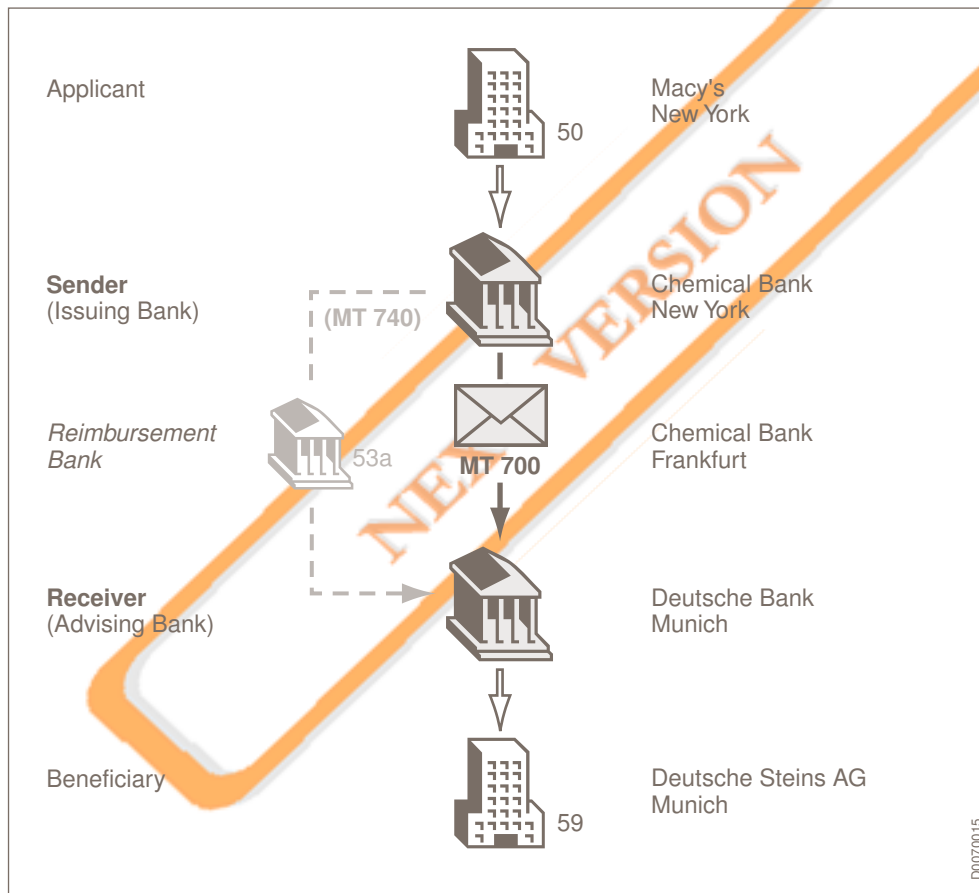 Applicant
50
Macy's
New York
Sender
(Issuing Bank)
(MT 740)
Chemical Bank
New York
Reimbursement
Bank
53a
MT 700
Chemical Bank
Frankfurt
Receiver
(Advising Bank)
Deutsche Bank
Munich
Beneficiary
59
Deutsche Steins AG
Munich
D0070015
VERSION